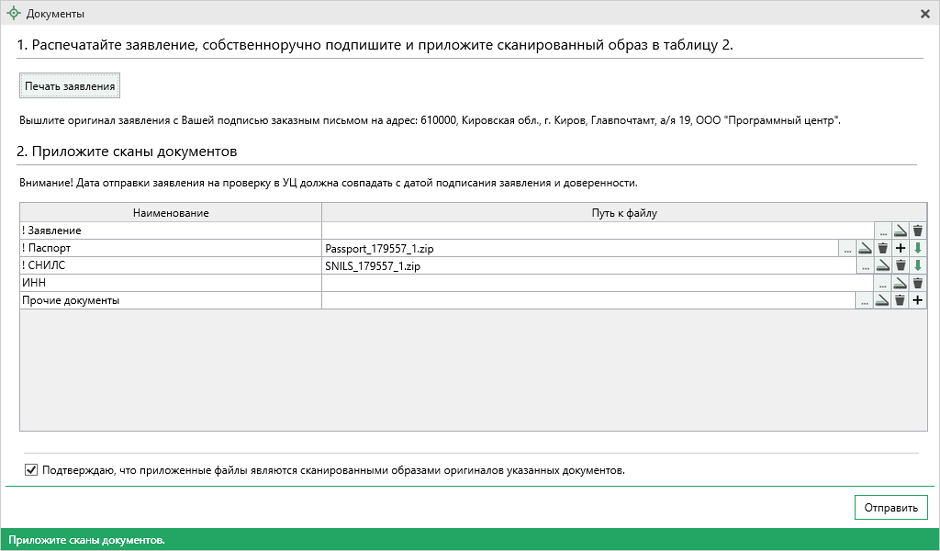 Документы
1. Распечатайте заявление, собственноручно подпишите и приложите сканированный образ в таблицу 2.
Печать заявления
Вышлите оригинал заявления с Вашей подписью заказным письмом на адрес: 610000, Кировская обл., г. Киров, Главпочтамт, а/я 19, ООО "Программный центр".
2. Приложите сканы документов
Внимание! Дата отправки заявления на проверку в УЦ должна совпадать с датой подписания заявления и доверенности.
Наименование Путь к файлу
! Заявление ...
! Паспорт Passport_179557_1.zip ...
! СНИЛС SNILS_179557_1.zip ...
ИНН ...
Прочие документы ...
Подтверждаю, что приложенные файлы являются сканированными образами оригиналов указанных документов.
Отправить
Приложите сканы документов.